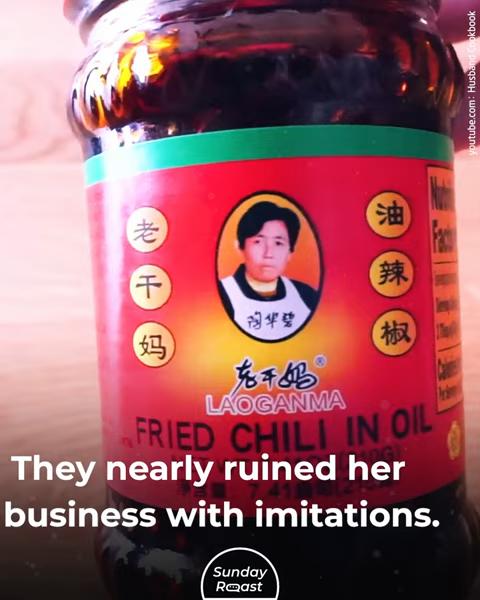 youtube.com: Husband Cookbook
老干妈
油辣椒
陶华碧
老干妈®
LAOGANMA
FRIED CHILI IN OIL
They nearly ruined her
business with imitations.
Sunday
Roast